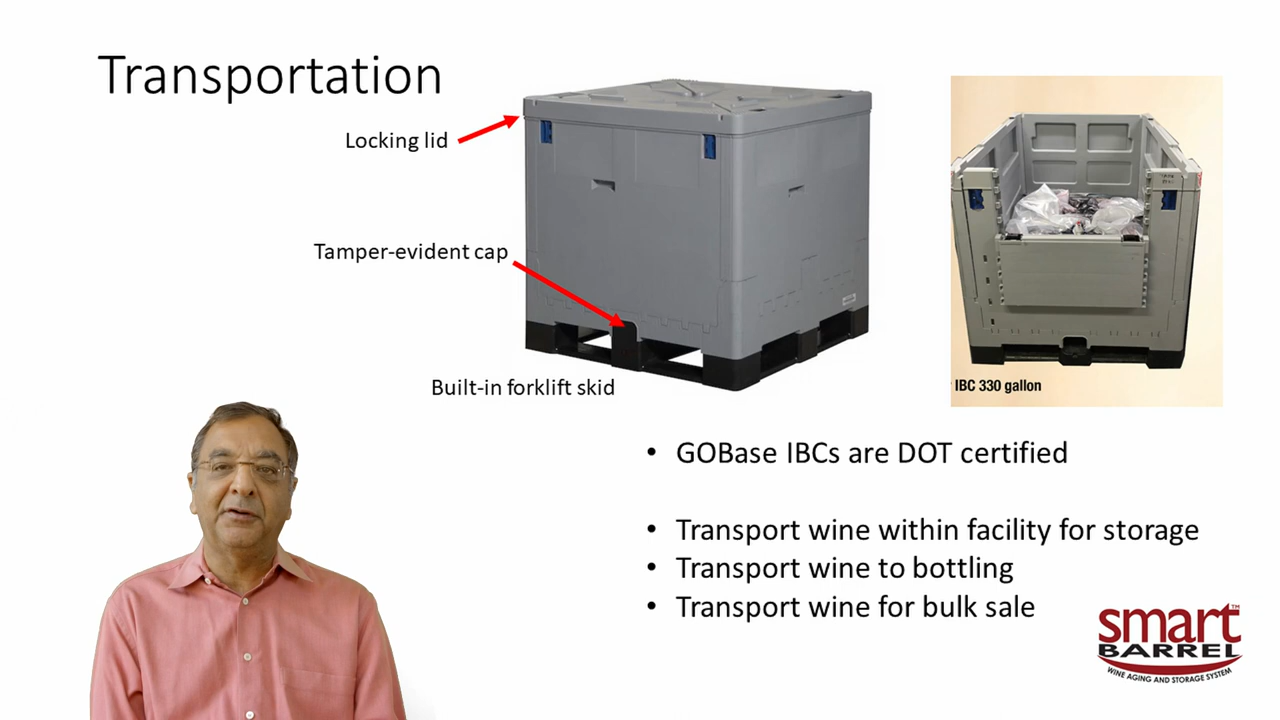 Transportation
Locking lid
Tamper-evident cap
Built-in forklift skid
IBC 330 gallon
• GOBase IBCs are DOT certified
• Transport wine within facility for storage
• Transport wine to bottling
• Transport wine for bulk sale
smart™
BARREL
WINE AGING AND STORAGE SYSTEM